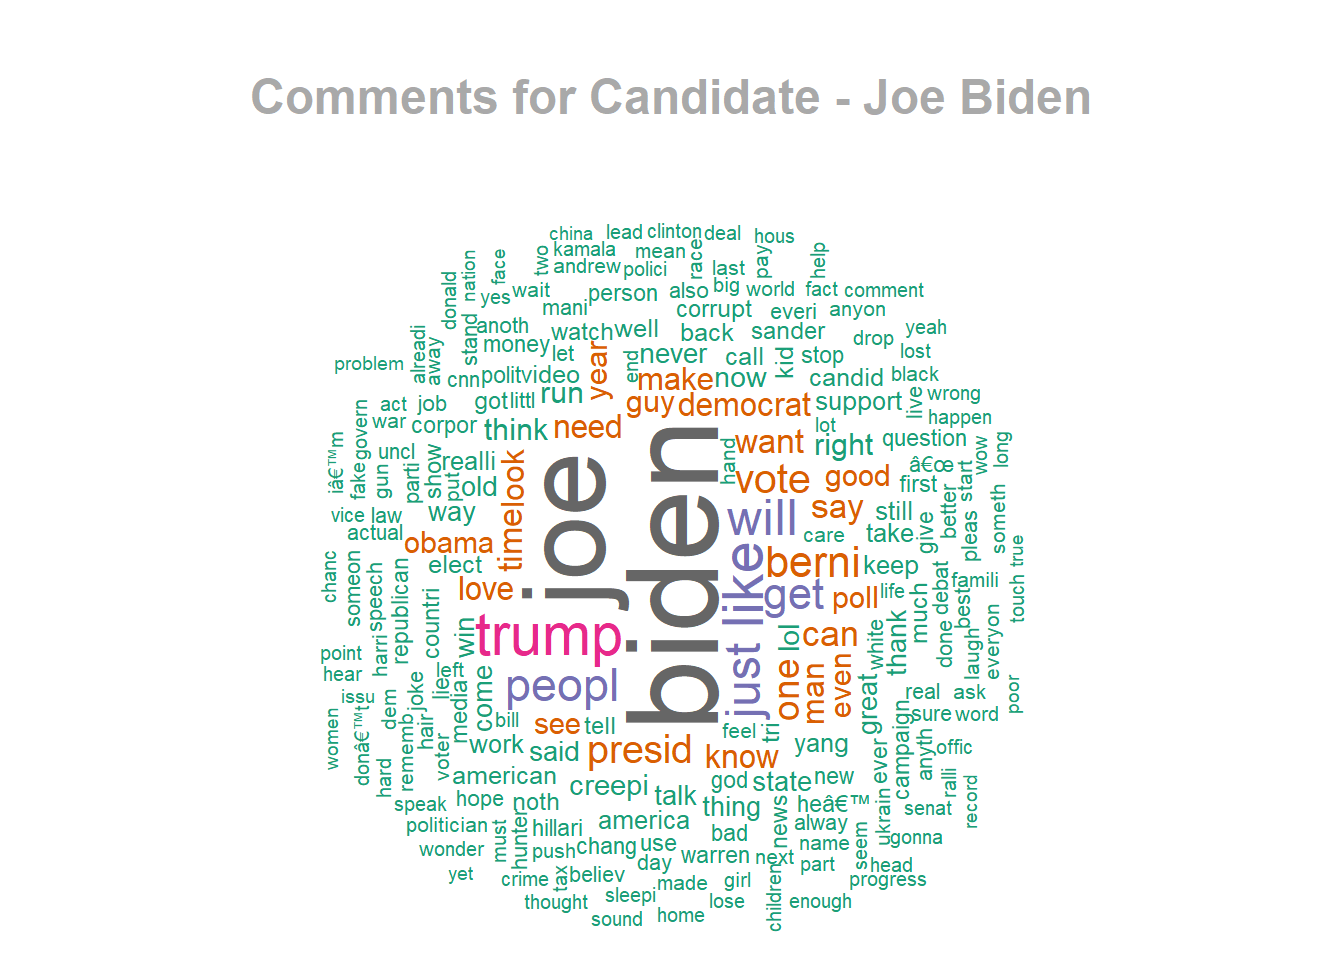 Comments for Candidate - Joe Biden
china lead clinton deal hous
kamala mean race pay help
two andrew polici last
face nation donald yes wait person also big world fact comment
mani corrupt everi anyon
stand anoth watch well back sander drop yeah
money let end never call kid stop lost
problem alreadi away cnn polit video year make now candid black
act job got littl run guy democrat support live wrong
war corpor think need lot happen
iâ€™m fake govern uncl realli want right question wow long
gun parti show put old look hand vote good â€œ first start
vice law way joe biden will say still better someth
actual obama time care take give pleas
elect berni keep debat true
chanc someon speech republican love like get poll life famili touch
countri win trump just lol can much best
point harri thank white done laugh everyon
hear left peopl one man even
issu joke lie media come great real ask poor
dem bill see tell feel tri sure word
women donâ€™t rememb hair voter work said presid know yang campaign anyth offic
hard american creepi god state new ever ralli record
speak hope noth talk thing news heâ€™™ ukrain senat
politician must hunter hillari america bad alway gonna
wonder push chang use warren next name seem
yet crime tax believ day part head
sleepi made girl children progress
thought lose enough
sound home